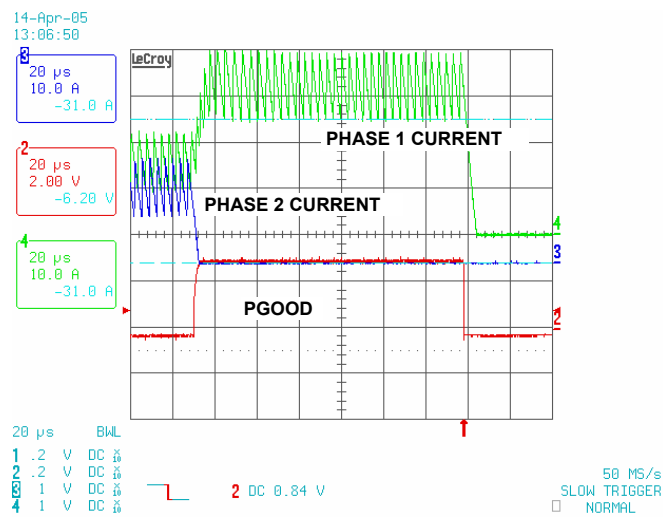 14-Apr-05
13:06:50
3
20 µs
10.0 A
-31.0 A
2
20 µs
2.00 V
-6.20 V
4
20 µs
10.0 A
-31.0 A
LeCroy
PHASE 1 CURRENT
PHASE 2 CURRENT
PGOOD
4
3
2
20 µs BWL
1 .2 V DC X10
2 .2 V DC X10
3 1 V DC X10
4 1 V DC X10
2 DC 0.84 V
50 MS/s
SLOW TRIGGER
NORMAL